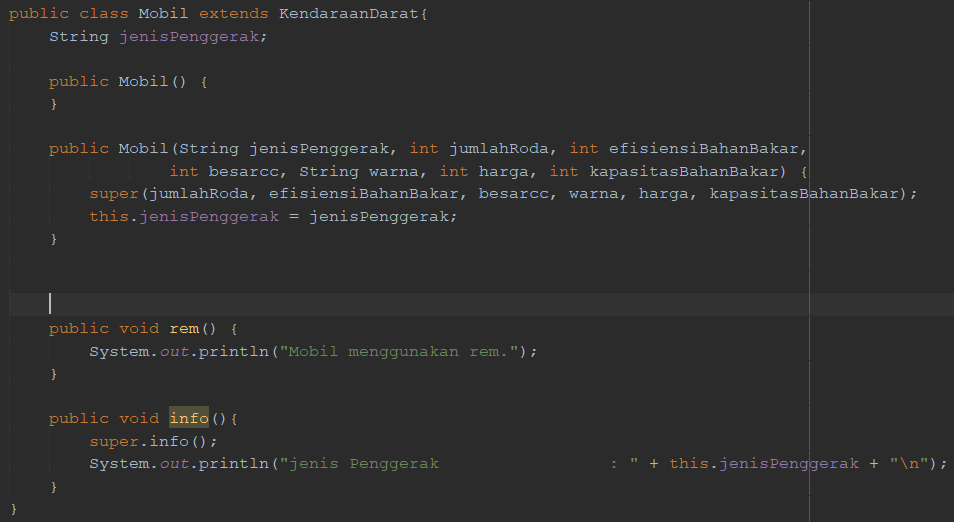 public class Mobil extends KendaraanDarat{
String jenisPenggerak;
public Mobil() {
}
public Mobil(String jenisPenggerak, int jumlahRoda, int efisiensiBahanBakar,
int besarcc, String warna, int harga, int kapasitasBahanBakar) {
super(jumlahRoda, efisiensiBahanBakar, besarcc, warna, harga, kapasitasBahanBakar);
this.jenisPenggerak = jenisPenggerak;
}
public void rem() {
System.out.println("Mobil menggunakan rem.");
}
public void info(){
super.info();
System.out.println("jenis Penggerak                 : " + this.jenisPenggerak + "\n");
}
}